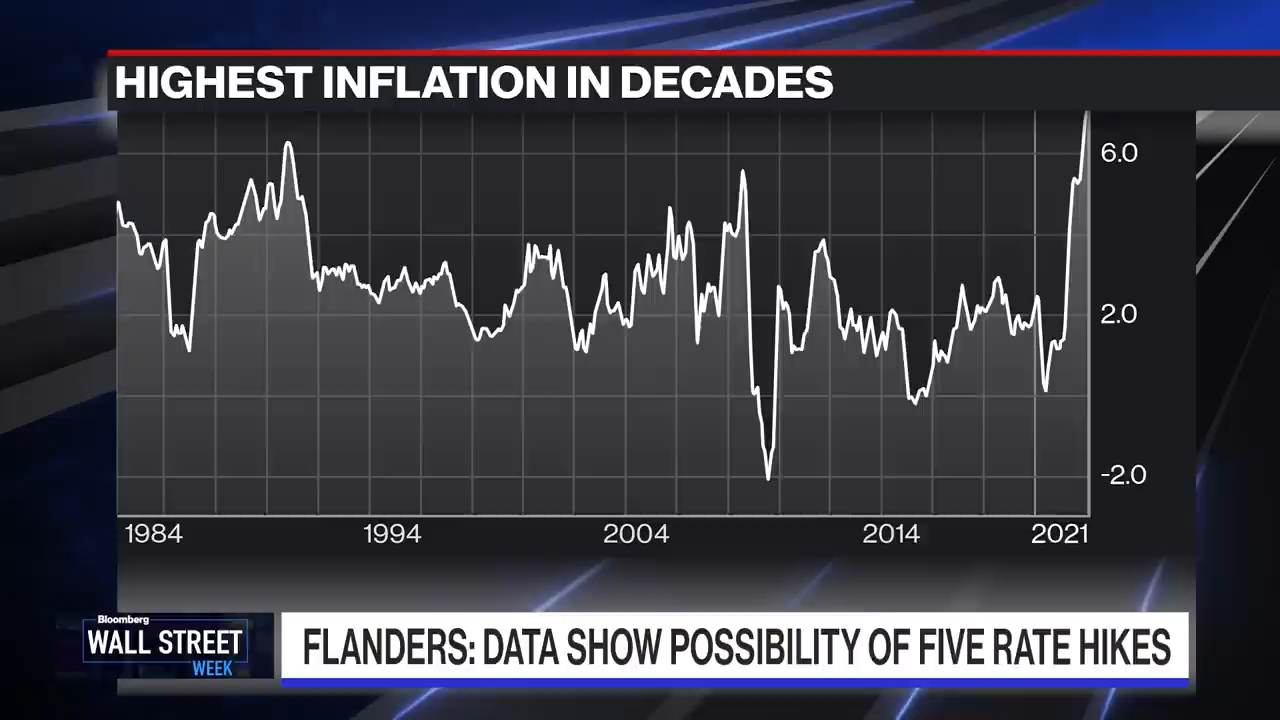 HIGHEST INFLATION IN DECADES
6.0
2.0
-2.0
1984 1994 2004 2014 2021
Bloomberg
WALL STREET
WEEK
FLANDERS: DATA SHOW POSSIBILITY OF FIVE RATE HIKES